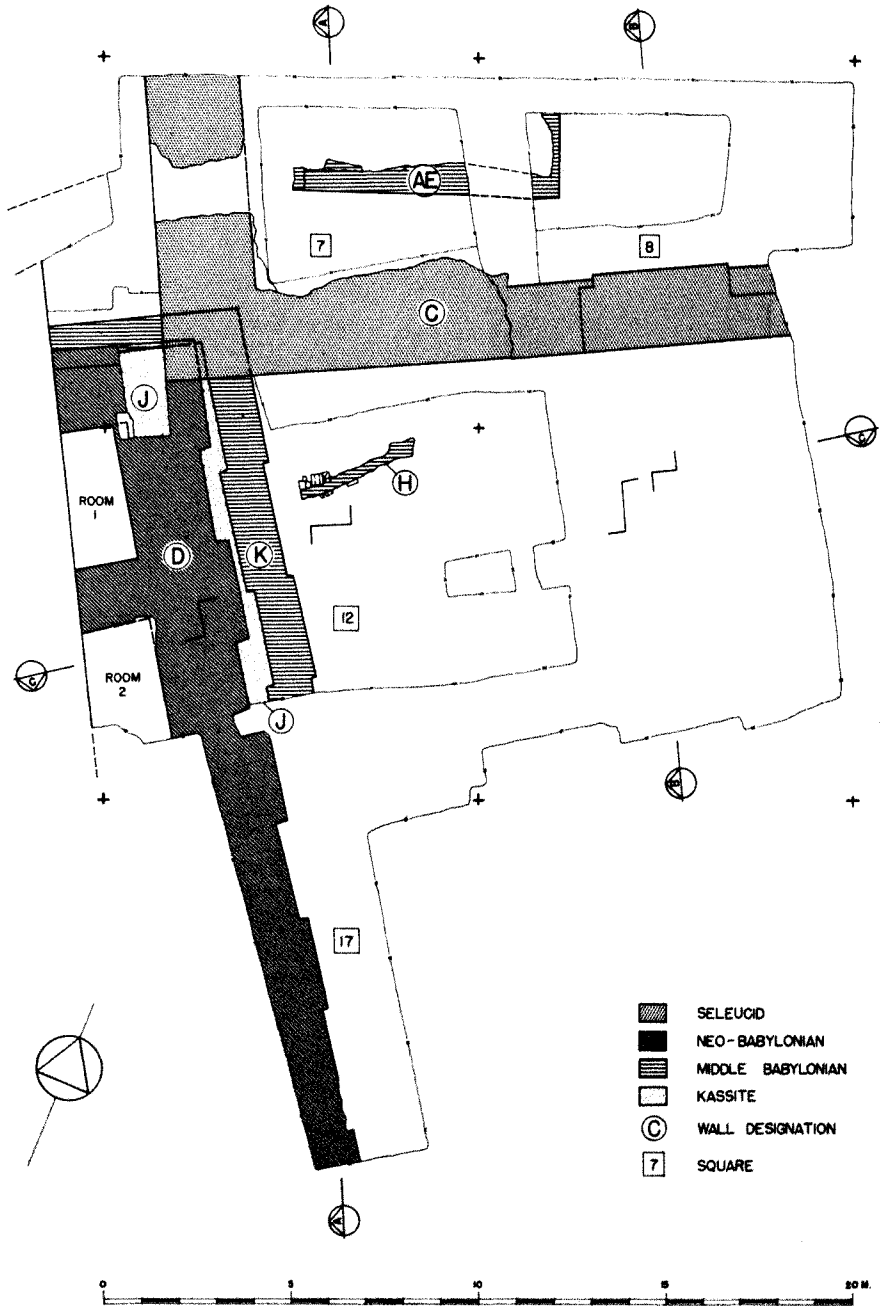 A
B
AE
7
8
C
J
C
H
ROOM
1
D
K
12
ROOM
2
C
J
B
17
SELEUCID
NEO-BABYLONIAN
MIDDLE BABYLONIAN
KASSITE
C WALL DESIGNATION
7 SQUARE
A
0 5 10 15 20 M.